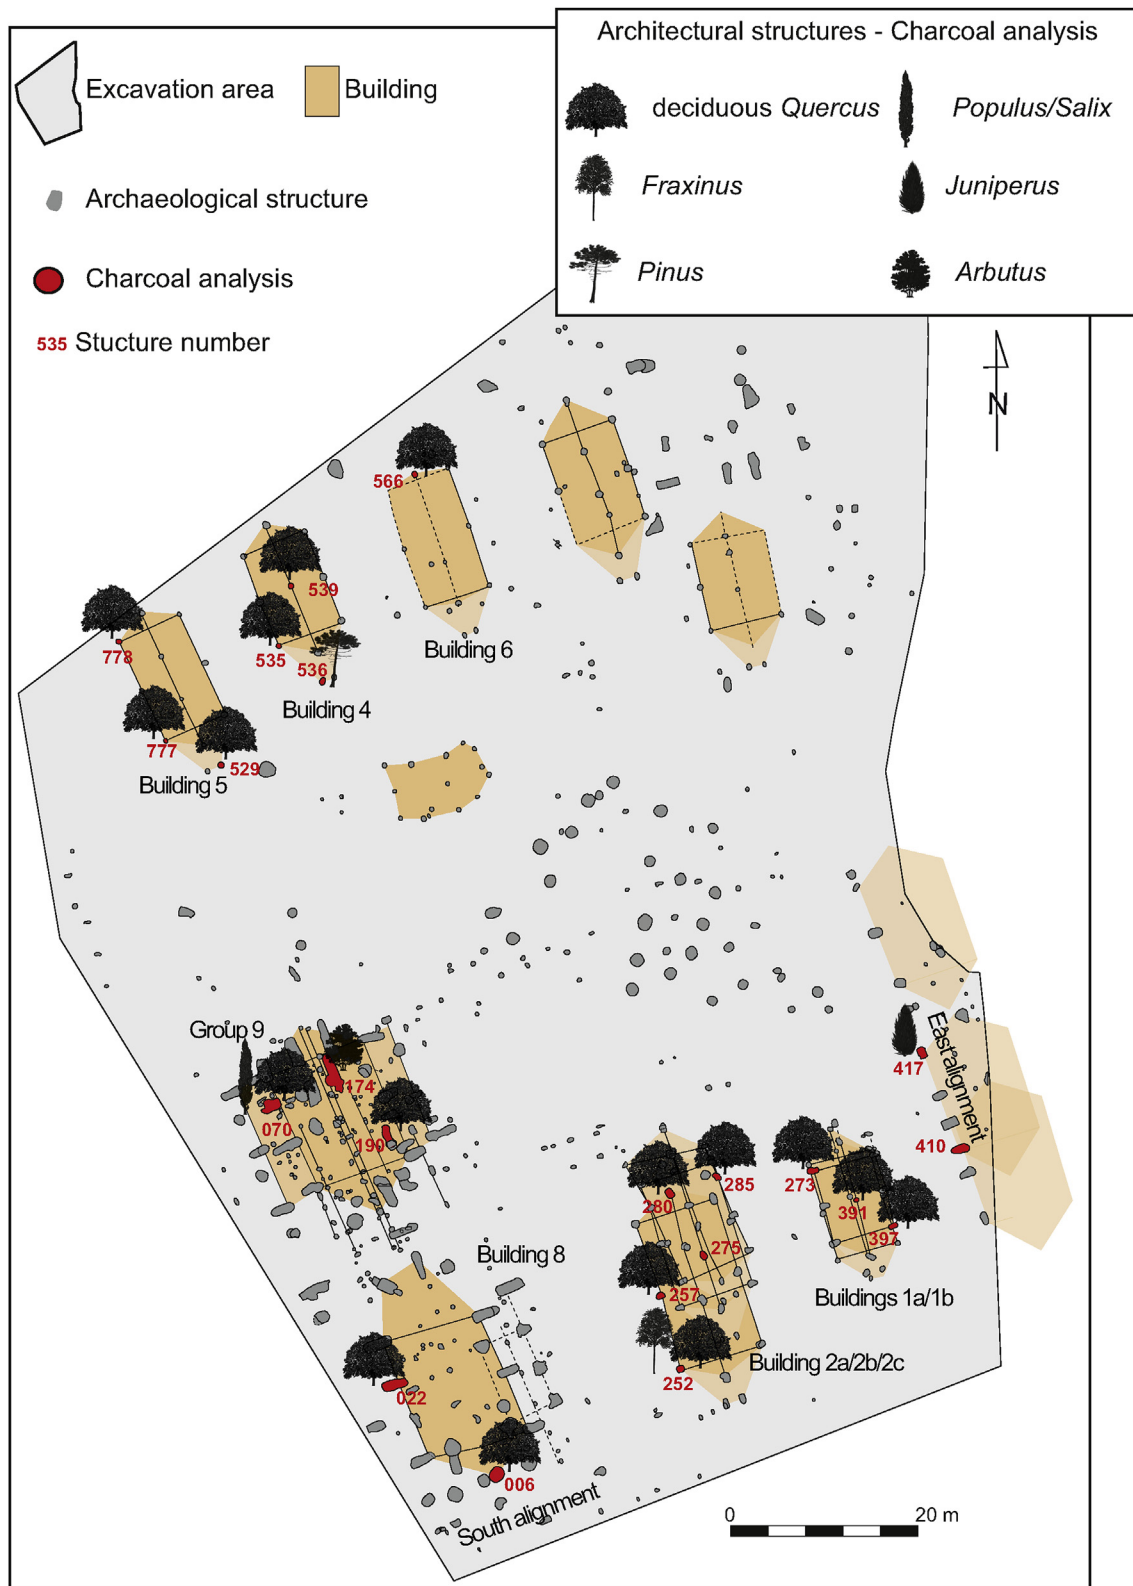 Architectural structures - Charcoal analysis
Excavation area
Building
deciduous Quercus
Populus/Salix
Fraxinus
Juniperus
Archaeological structure
Pinus
Arbutus
Charcoal analysis
535 Stucture number
N
566
539
778
535
536
Building 6
Building 4
777
529
Building 5
Group 9
417
East alignment
174
070
190
410
285
273
280
391
397
275
Building 8
257
Buildings 1a/1b
Building 2a/2b/2c
252
022
006
South alignment
0
20 m